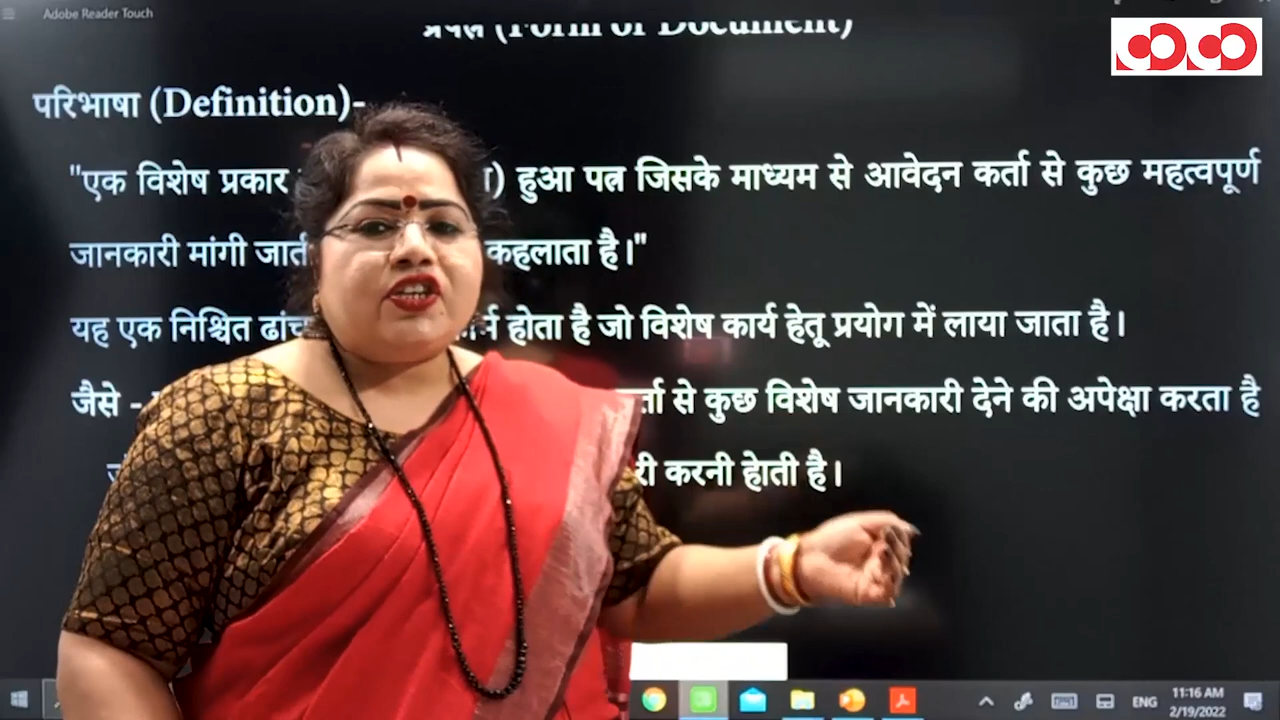 Adobe Reader Touch
प्रपत्र (Form of Document)
परिभाषा (Definition)-
"एक विशेष प्रकार हुआ पत्र जिसके माध्यम से आवेदन कर्ता से कुछ महत्वपूर्ण
जानकारी मांगी कहलाता है।"
यह एक निश्चित होता है जो विशेष कार्य हेतू प्रयोग में लाया जाता है।
जैसे - से कुछ विशेष जानकारी देने की अपेक्षा करता है
करनी होती है।
ENG
11:16 AM
2/19/2022